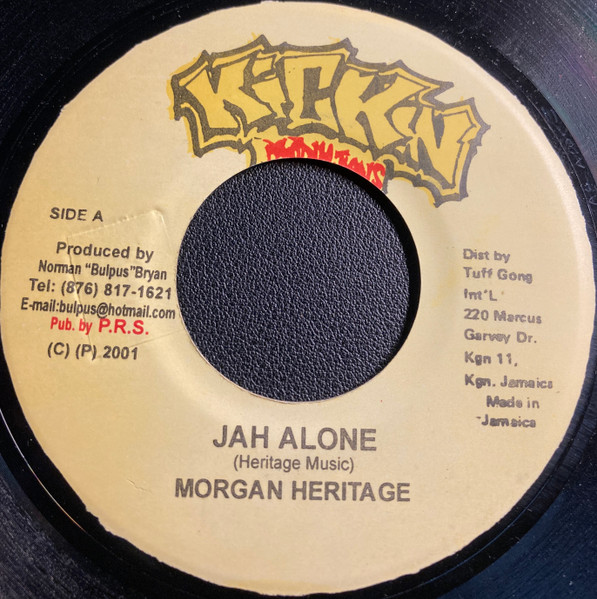 KiCKiN
SIDE A
Produced by
Norman "Bulpus"Bryan
Tel: (876) 817-1621
E-mail:bulpus@hotmail.com
Pub. by P.R.S.
(C) (P) 2001
Dist by
Tuff Gong
Int'L
220 Marcus
Garvey Dr.
Kgn 11,
Kgn. Jamaica
Made in
Jamaica
JAH ALONE
(Heritage Music)
MORGAN HERITAGE